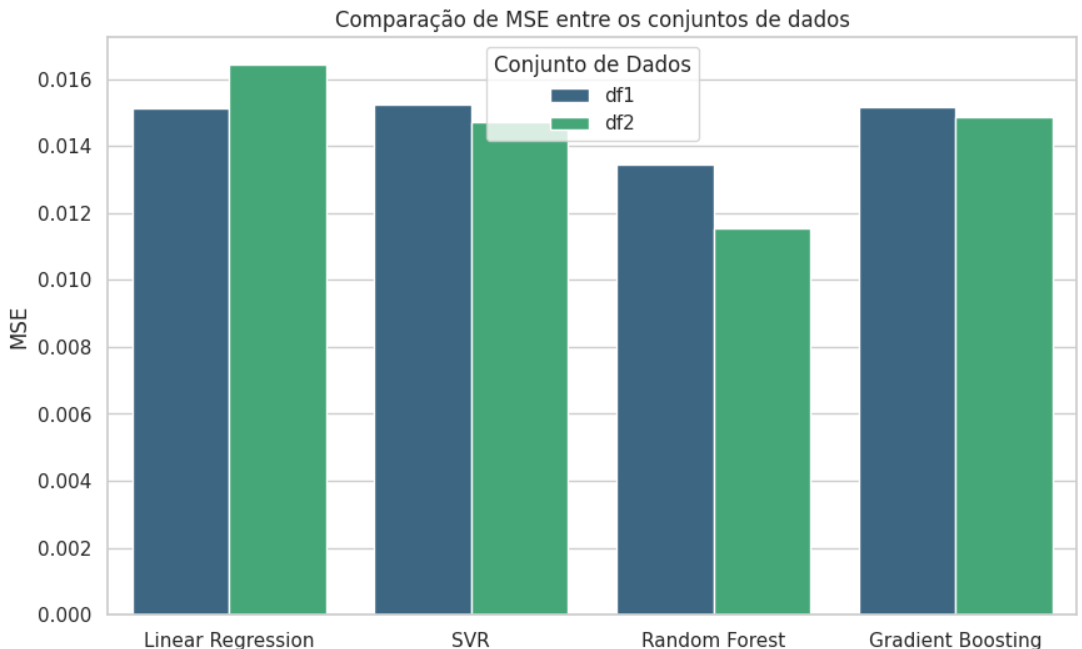 Comparação de MSE entre os conjuntos de dados
Conjunto de Dados
df1
df2
MSE
0.016
0.014
0.012
0.010
0.008
0.006
0.004
0.002
0.000
Linear Regression
SVR
Random Forest
Gradient Boosting